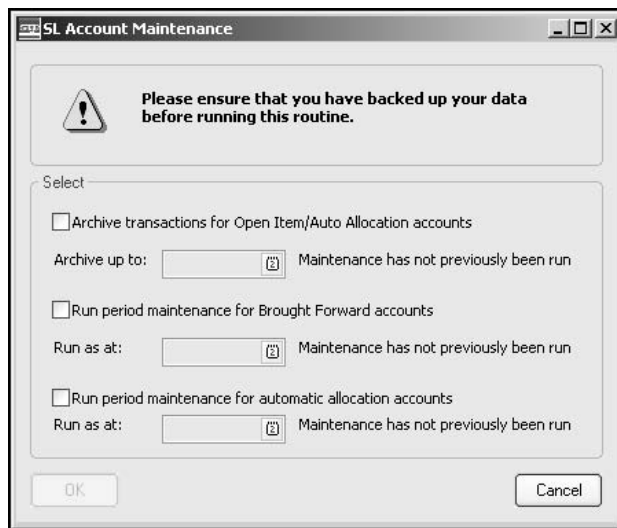 SL Account Maintenance
Please ensure that you have backed up your data
before running this routine.
Select
Archive transactions for Open Item/Auto Allocation accounts
Archive up to: Maintenance has not previously been run
Run period maintenance for Brought Forward accounts
Run as at: Maintenance has not previously been run
Run period maintenance for automatic allocation accounts
Run as at: Maintenance has not previously been run
OK Cancel